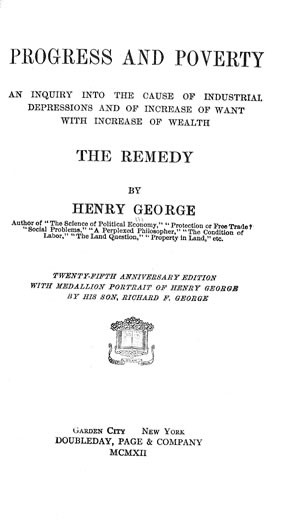 PROGRESS AND POVERTY
AN INQUIRY INTO THE CAUSE OF INDUSTRIAL
DEPRESSIONS AND OF INCREASE OF WANT
WITH INCREASE OF WEALTH
THE REMEDY
BY
HENRY GEORGE
Author of "The Science of Political Economy," "Protection or Free Trade?
"Social Problems," "A Perplexed Philosopher," "The Condition of
Labor," "The Land Question," "Property in Land," etc.
TWENTY-FIFTH ANNIVERSARY EDITION
WITH MEDALLION PORTRAIT OF HENRY GEORGE
BY HIS SON, RICHARD F. GEORGE
GARDEN CITY NEW YORK
DOUBLEDAY, PAGE & COMPANY
MCMXII